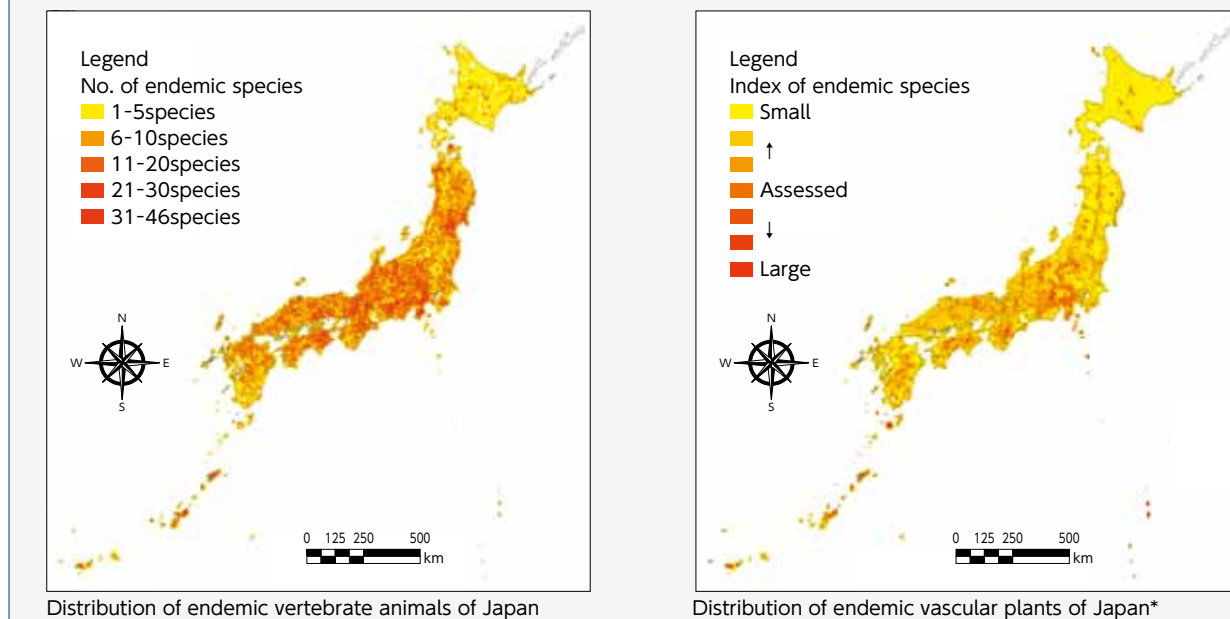 Legend
No. of endemic species
1-5species
6-10species
11-20species
21-30species
31-46species
N
W E
S
0 125 250 500
km
Distribution of endemic vertebrate animals of Japan
Legend
Index of endemic species
Small
↑
Assessed
↓
Large
N
W E
S
0 125 250 500
km
Distribution of endemic vascular plants of Japan*